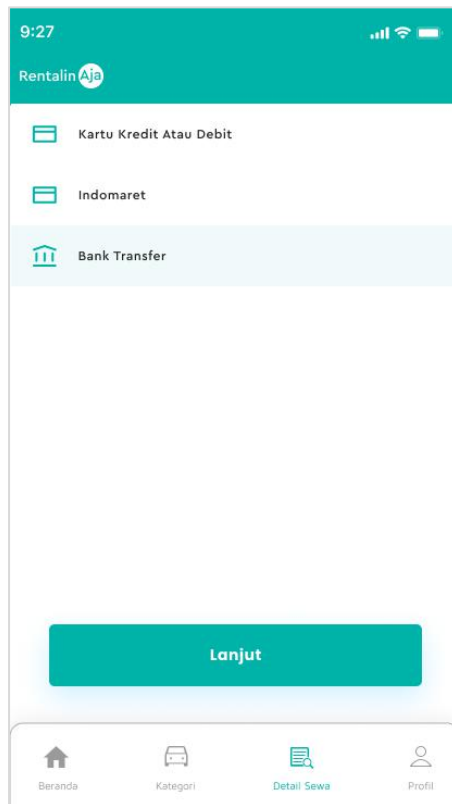 9:27
Rentalin Aja
Kartu Kredit Atau Debit
Indomaret
Bank Transfer
Lanjut
Beranda Kategori Detail Sewa Profil